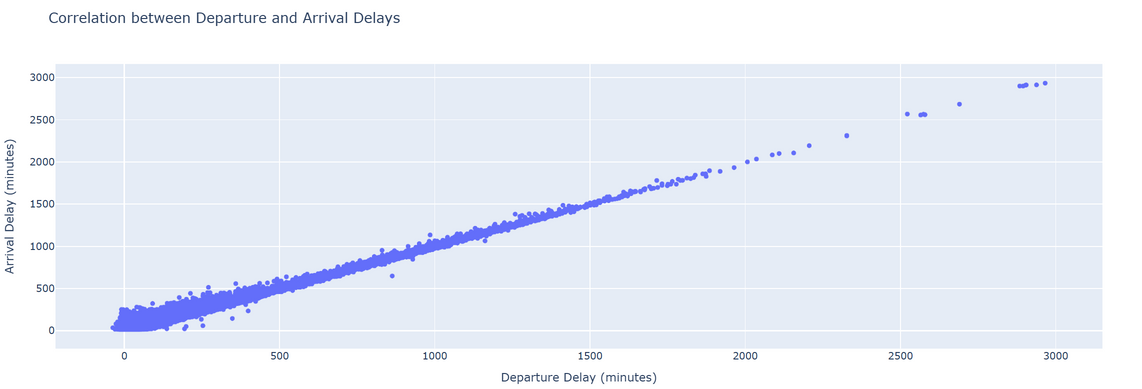 Correlation between Departure and Arrival Delays
Arrival Delay (minutes)
3000
2500
2000
1500
1000
500
0
0 500 1000 1500 2000 2500 3000
Departure Delay (minutes)